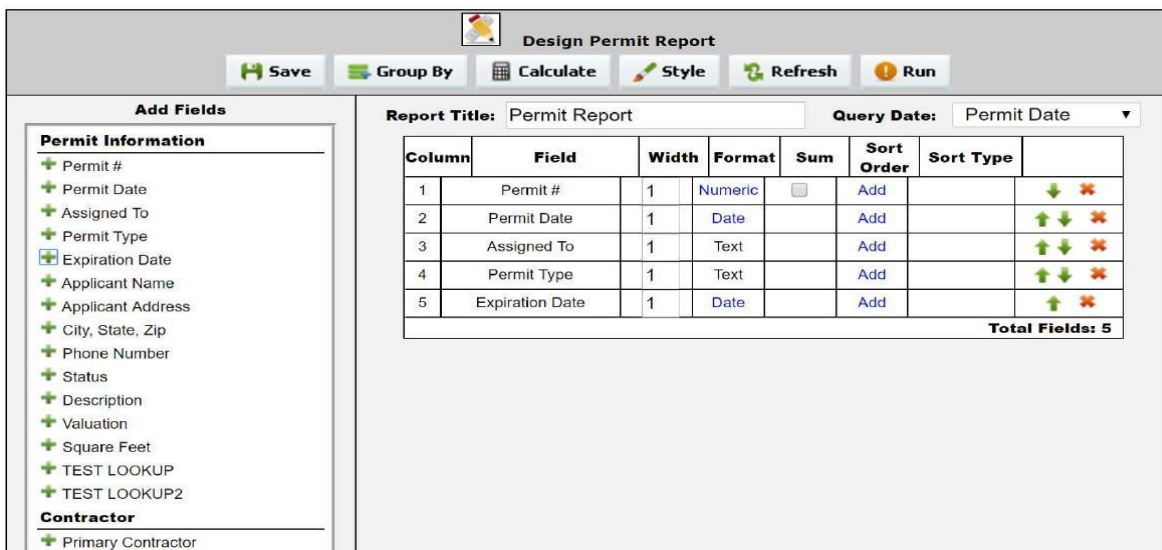 Design Permit Report
Save Group By Calculate Style Refresh Run
Add Fields
Permit Information
Permit #
Permit Date
Assigned To
Permit Type
Expiration Date
Applicant Name
Applicant Address
City, State, Zip
Phone Number
Status
Description
Valuation
Square Feet
TEST LOOKUP
TEST LOOKUP2
Contractor
Primary Contractor
Report Title: Permit Report Query Date: Permit Date
Column Field Width Format Sum Sort Order Sort Type
1 Permit # 1 Numeric Add
2 Permit Date 1 Date Add
3 Assigned To 1 Text Add
4 Permit Type 1 Text Add
5 Expiration Date 1 Date Add
Total Fields: 5